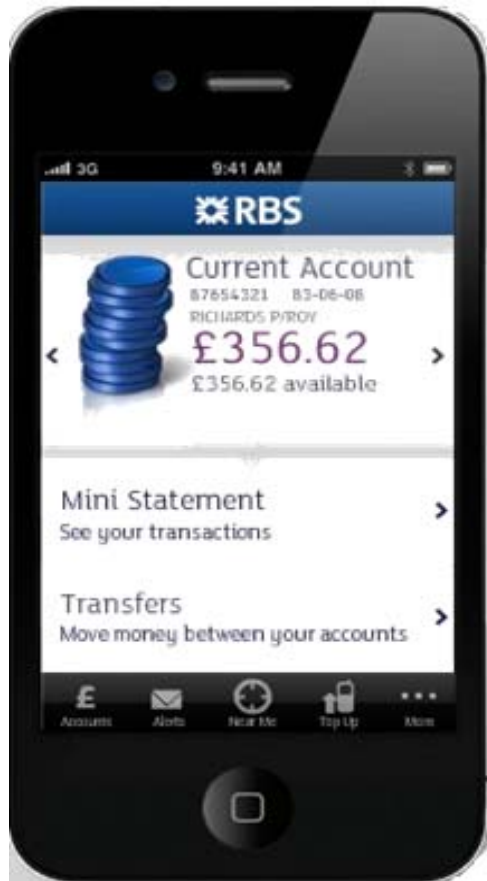 3G 9:41 AM
RBS
Current Account
87654321 83-06-08
RICHARDS P/ROY
£356.62
£356.62 available
Mini Statement
See your transactions
Transfers
Move money between your accounts
£
Accounts Alerts Near Me Top Up More